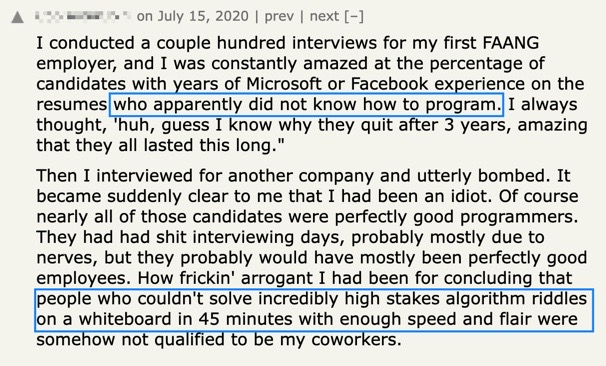 ▲ on July 15, 2020 | prev | next [–]
I conducted a couple hundred interviews for my first FAANG
employer, and I was constantly amazed at the percentage of
candidates with years of Microsoft or Facebook experience on the
resumes who apparently did not know how to program. I always
thought, 'huh, guess I know why they quit after 3 years, amazing
that they all lasted this long."
Then I interviewed for another company and utterly bombed. It
became suddenly clear to me that I had been an idiot. Of course
nearly all of those candidates were perfectly good programmers.
They had had shit interviewing days, probably mostly due to
nerves, but they probably would have mostly been perfectly good
employees. How frickin' arrogant I had been for concluding that
people who couldn't solve incredibly high stakes algorithm riddles
on a whiteboard in 45 minutes with enough speed and flair were
somehow not qualified to be my coworkers.